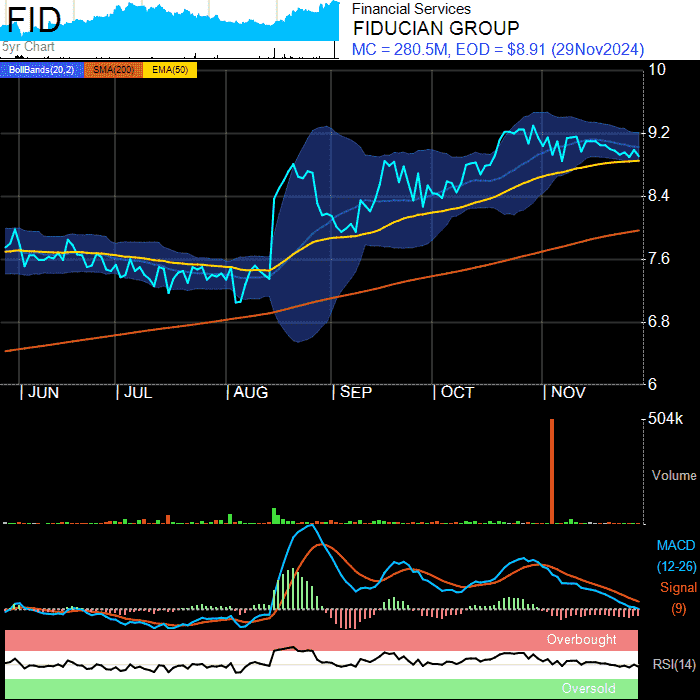 FID
5yr Chart
Financial Services
FIDUCIAN GROUP
MC = 280.5M, EOD = $8.91 (29Nov2024)
BollBands(20,2) SMA(200) EMA(50)
10
9.2
8.4
7.6
6.8
6
JUN JUL AUG SEP OCT NOV
504k
Volume
MACD
(12-26)
Signal
(9)
Overbought
RSI(14)
Oversold